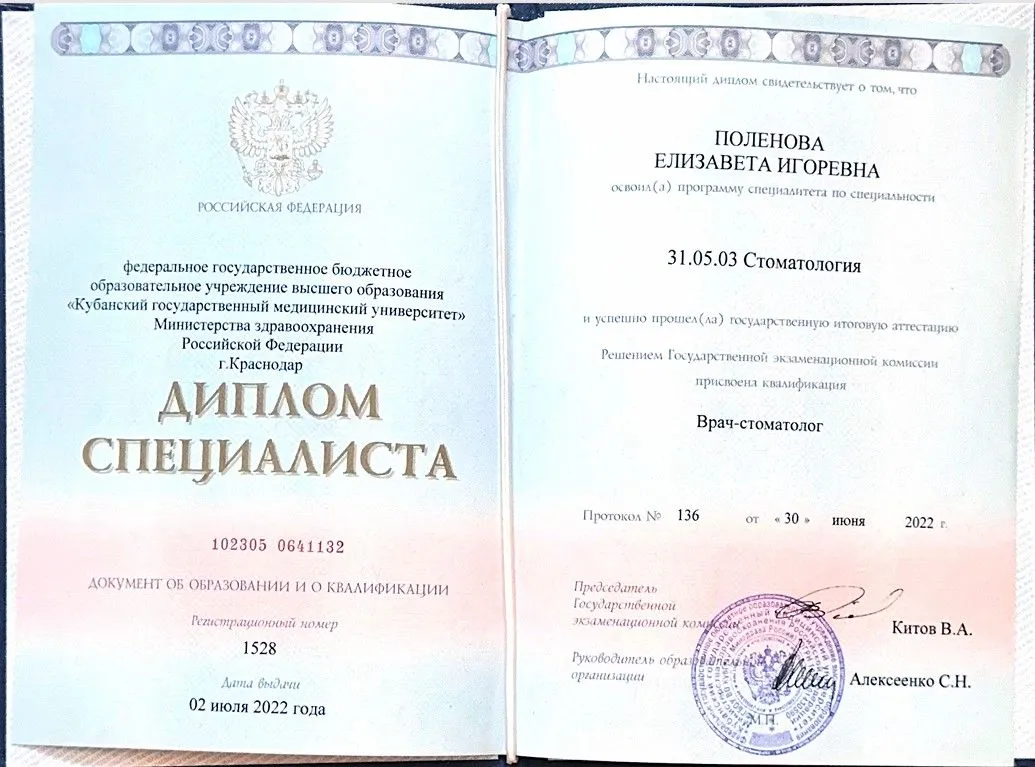 РОССИЙСКАЯ ФЕДЕРАЦИЯ
федеральное государственное бюджетное
образовательное учреждение высшего образования
«Кубанский государственный медицинский университет»
Министерства здравоохранения
Российской Федерации
г.Краснодар
ДИПЛОМ
СПЕЦИАЛИСТА
102305 0641132
ДОКУМЕНТ ОБ ОБРАЗОВАНИИ И О КВАЛИФИКАЦИИ
Регистрационный номер
1528
Дата выдачи
02 июля 2022 года
Настоящий диплом свидетельствует о том, что
ПОЛЕНОВА
ЕЛИЗАВЕТА ИГОРЕВНА
освоил(а) программу специалитета по специальности
31.05.03 Стоматология
и успешно прошел(ла) государственную итоговую аттестацию
Решением Государственной экзаменационной комиссии
присвоена квалификация
Врач-стоматолог
Протокол № 136 от «30» июня 2022 г.
Председатель
Государственной
экзаменационной комиссии
Китов В.А.
Руководитель образовательной
организации
Алексеенко С.Н.
М.П.